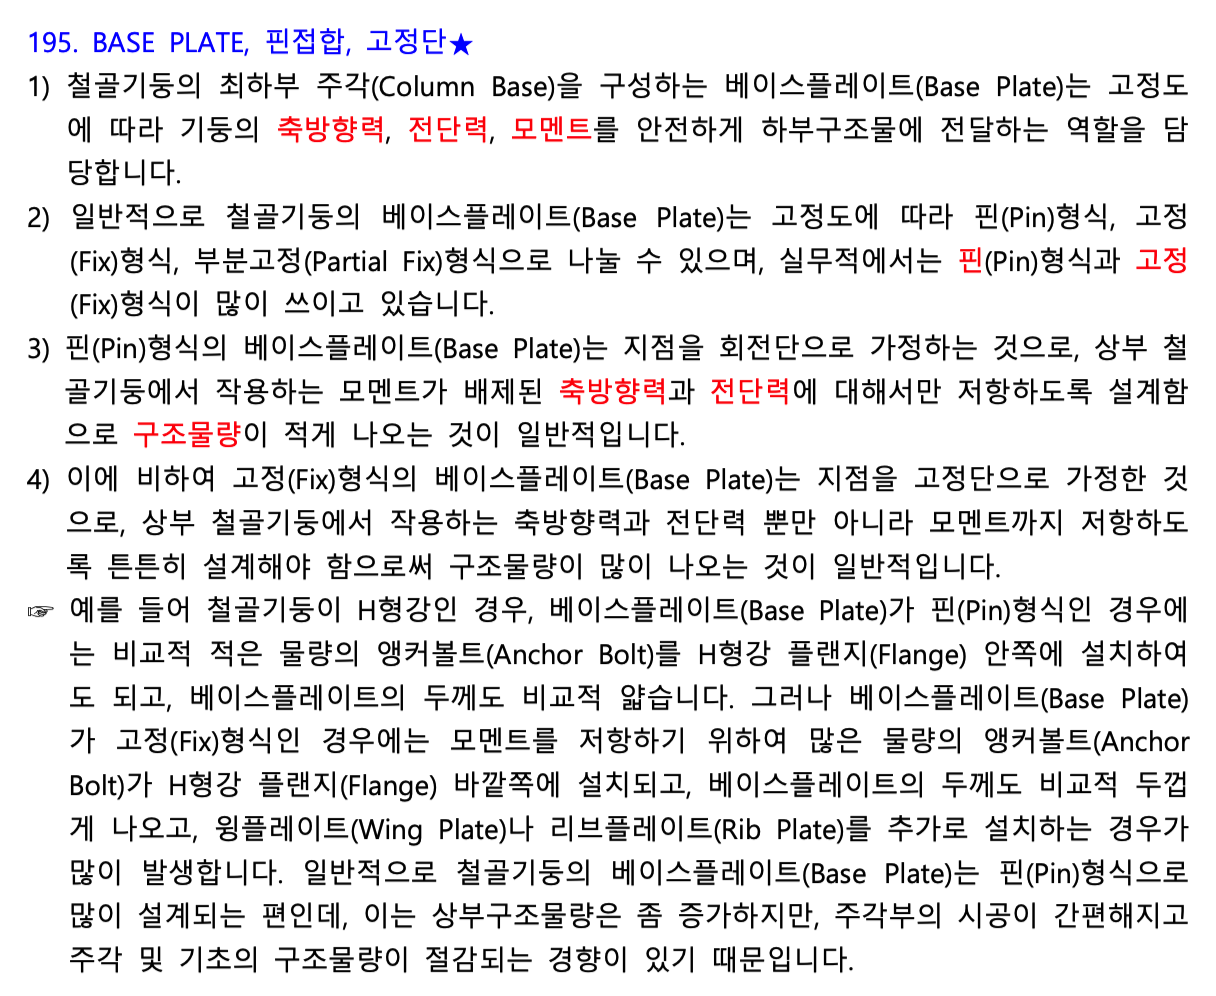 195. BASE PLATE, 핀접합, 고정단★
1) 철골기둥의 최하부 주각(Column Base)을 구성하는 베이스플레이트(Base Plate)는 고정도
에 따라 기둥의 축방향력, 전단력, 모멘트를 안전하게 하부구조물에 전달하는 역할을 담
당합니다.
2) 일반적으로 철골기둥의 베이스플레이트(Base Plate)는 고정도에 따라 핀(Pin)형식, 고정
(Fix)형식, 부분고정(Partial Fix)형식으로 나눌 수 있으며, 실무적에서는 핀(Pin)형식과 고정
(Fix)형식이 많이 쓰이고 있습니다.
3) 핀(Pin)형식의 베이스플레이트(Base Plate)는 지점을 회전단으로 가정하는 것으로, 상부 철
골기둥에서 작용하는 모멘트가 배제된 축방향력과 전단력에 대해서만 저항하도록 설계함
으로 구조물량이 적게 나오는 것이 일반적입니다.
4) 이에 비하여 고정(Fix)형식의 베이스플레이트(Base Plate)는 지점을 고정단으로 가정한 것
으로, 상부 철골기둥에서 작용하는 축방향력과 전단력 뿐만 아니라 모멘트까지 저항하도
록 튼튼히 설계해야 함으로써 구조물량이 많이 나오는 것이 일반적입니다.
☞ 예를 들어 철골기둥이 H형강인 경우, 베이스플레이트(Base Plate)가 핀(Pin)형식인 경우에
는 비교적 적은 물량의 앵커볼트(Anchor Bolt)를 H형강 플랜지(Flange) 안쪽에 설치하여
도 되고, 베이스플레이트의 두께도 비교적 얇습니다. 그러나 베이스플레이트(Base Plate)
가 고정(Fix)형식인 경우에는 모멘트를 저항하기 위하여 많은 물량의 앵커볼트(Anchor
Bolt)가 H형강 플랜지(Flange) 바깥쪽에 설치되고, 베이스플레이트의 두께도 비교적 두껍
게 나오고, 윙플레이트(Wing Plate)나 리브플레이트(Rib Plate)를 추가로 설치하는 경우가
많이 발생합니다. 일반적으로 철골기둥의 베이스플레이트(Base Plate)는 핀(Pin)형식으로
많이 설계되는 편인데, 이는 상부구조물량은 좀 증가하지만, 주각부의 시공이 간편해지고
주각 및 기초의 구조물량이 절감되는 경향이 있기 때문입니다.